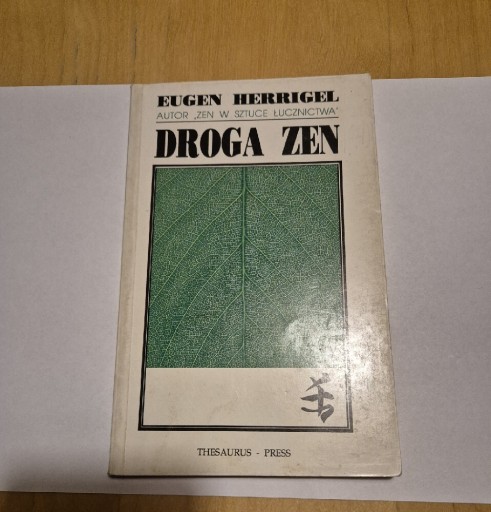 EUGEN HERRIGEL
AUTOR „ZEN W SZTUCE ŁUCZNICTWA"
DROGA ZEN
THESAURUS - PRESS